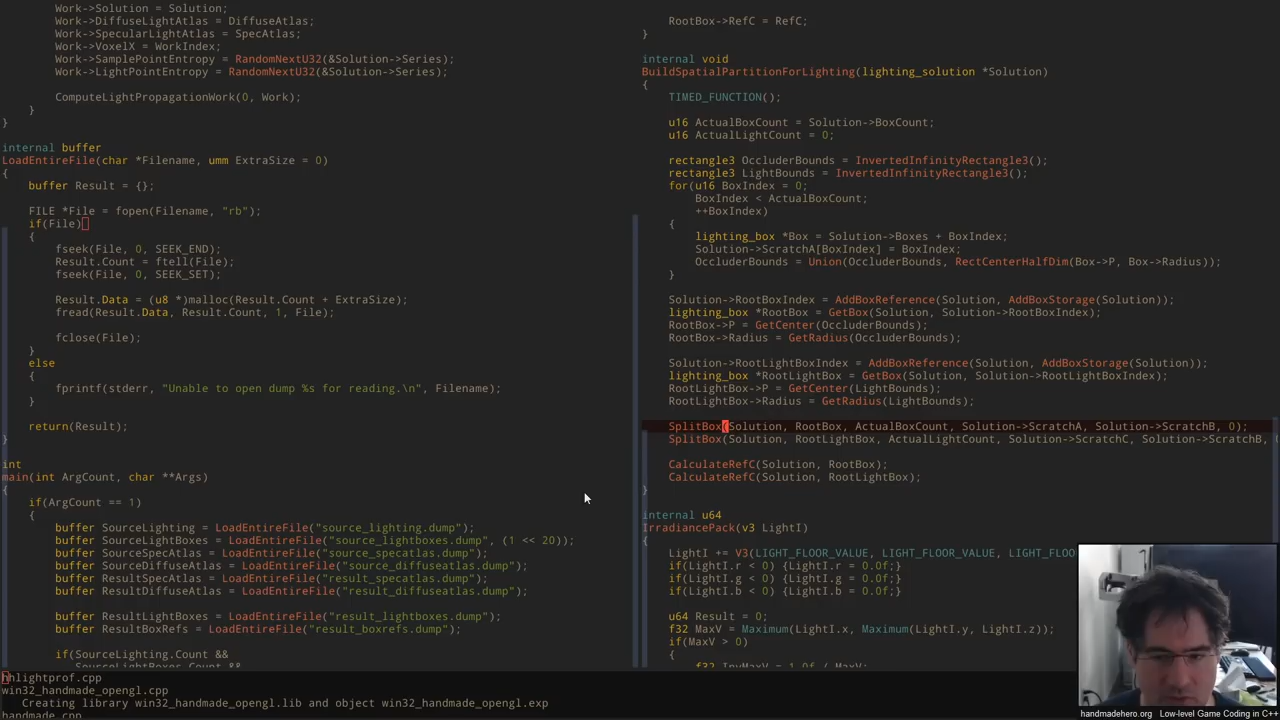 Work->Solution = Solution;
Work->DiffuseLightAtlas = DiffuseAtlas;
Work->SpecularLightAtlas = SpecAtlas;
Work->VoxelX = WorkIndex;
Work->SamplePointEntropy = RandomNextU32(&Solution->Series);
Work->LightPointEntropy = RandomNextU32(&Solution->Series);
ComputeLightPropagationWork(0, Work);
}
}
internal buffer
LoadEntireFile(char *Filename, umm ExtraSize = 0)
{
buffer Result = {};
FILE *File = fopen(Filename, "rb");
if(File)
{
fseek(File, 0, SEEK_END);
Result.Count = ftell(File);
fseek(File, 0, SEEK_SET);
Result.Data = (u8 *)malloc(Result.Count + ExtraSize);
fread(Result.Data, Result.Count, 1, File);
fclose(File);
}
else
{
fprintf(stderr, "Unable to open dump %s for reading.\n", Filename);
}
return(Result);
}
int
main(int ArgCount, char **Args)
{
if(ArgCount == 1)
{
buffer SourceLighting = LoadEntireFile("source_lighting.dump");
buffer SourceLightBoxes = LoadEntireFile("source_lightboxes.dump", (1 << 20));
buffer SourceSpecAtlas = LoadEntireFile("source_specatlas.dump");
buffer SourceDiffuseAtlas = LoadEntireFile("source_diffuseatlas.dump");
buffer ResultSpecAtlas = LoadEntireFile("result_specatlas.dump");
buffer ResultDiffuseAtlas = LoadEntireFile("result_diffuseatlas.dump");
buffer ResultLightBoxes = LoadEntireFile("result_lightboxes.dump");
buffer ResultBoxRefs = LoadEntireFile("result_boxrefs.dump");
if(SourceLighting.Count &&
SourceLightBoxes.Count &&
RootBox->RefC = RefC;
}
internal void
BuildSpatialPartitionForLighting(lighting_solution *Solution)
{
TIMED_FUNCTION();
u16 ActualBoxCount = Solution->BoxCount;
u16 ActualLightCount = 0;
rectangle3 OccluderBounds = InvertedInfinityRectangle3();
rectangle3 LightBounds = InvertedInfinityRectangle3();
for(u16 BoxIndex = 0;
BoxIndex < ActualBoxCount;
++BoxIndex)
{
lighting_box *Box = Solution->Boxes + BoxIndex;
Solution->ScratchA[BoxIndex] = BoxIndex;
OccluderBounds = Union(OccluderBounds, RectCenterHalfDim(Box->P, Box->Radius));
}
Solution->RootBoxIndex = AddBoxReference(Solution, AddBoxStorage(Solution));
lighting_box *RootBox = GetBox(Solution, Solution->RootBoxIndex);
RootBox->P = GetCenter(OccluderBounds);
RootBox->Radius = GetRadius(OccluderBounds);
Solution->RootLightBoxIndex = AddBoxReference(Solution, AddBoxStorage(Solution));
lighting_box *RootLightBox = GetBox(Solution, Solution->RootLightBoxIndex);
RootLightBox->P = GetCenter(LightBounds);
RootLightBox->Radius = GetRadius(LightBounds);
SplitBox(Solution, RootBox, ActualBoxCount, Solution->ScratchA, Solution->ScratchB, 0);
SplitBox(Solution, RootLightBox, ActualLightCount, Solution->ScratchC, Solution->ScratchB,
CalculateRefC(Solution, RootBox);
CalculateRefC(Solution, RootLightBox);
}
internal u64
IrradiancePack(v3 LightI)
{
LightI += V3(LIGHT_FLOOR_VALUE, LIGHT_FLOOR_VALUE, LIGHT_FLOO
if(LightI.r < 0) {LightI.r = 0.0f;}
if(LightI.g < 0) {LightI.g = 0.0f;}
if(LightI.b < 0) {LightI.b = 0.0f;}
u64 Result = 0;
f32 MaxV = Maximum(LightI.x, Maximum(LightI.y, LightI.z));
if(MaxV > 0)
{
f32 InvMaxV = 1.0f / MaxV;
hhlightprof.cpp
win32_handmade_opengl.cpp
Creating library win32_handmade_opengl.lib and object win32_handmade_opengl.exp
handmade.cpp
handmadehero.org Low-level Game Coding in C++